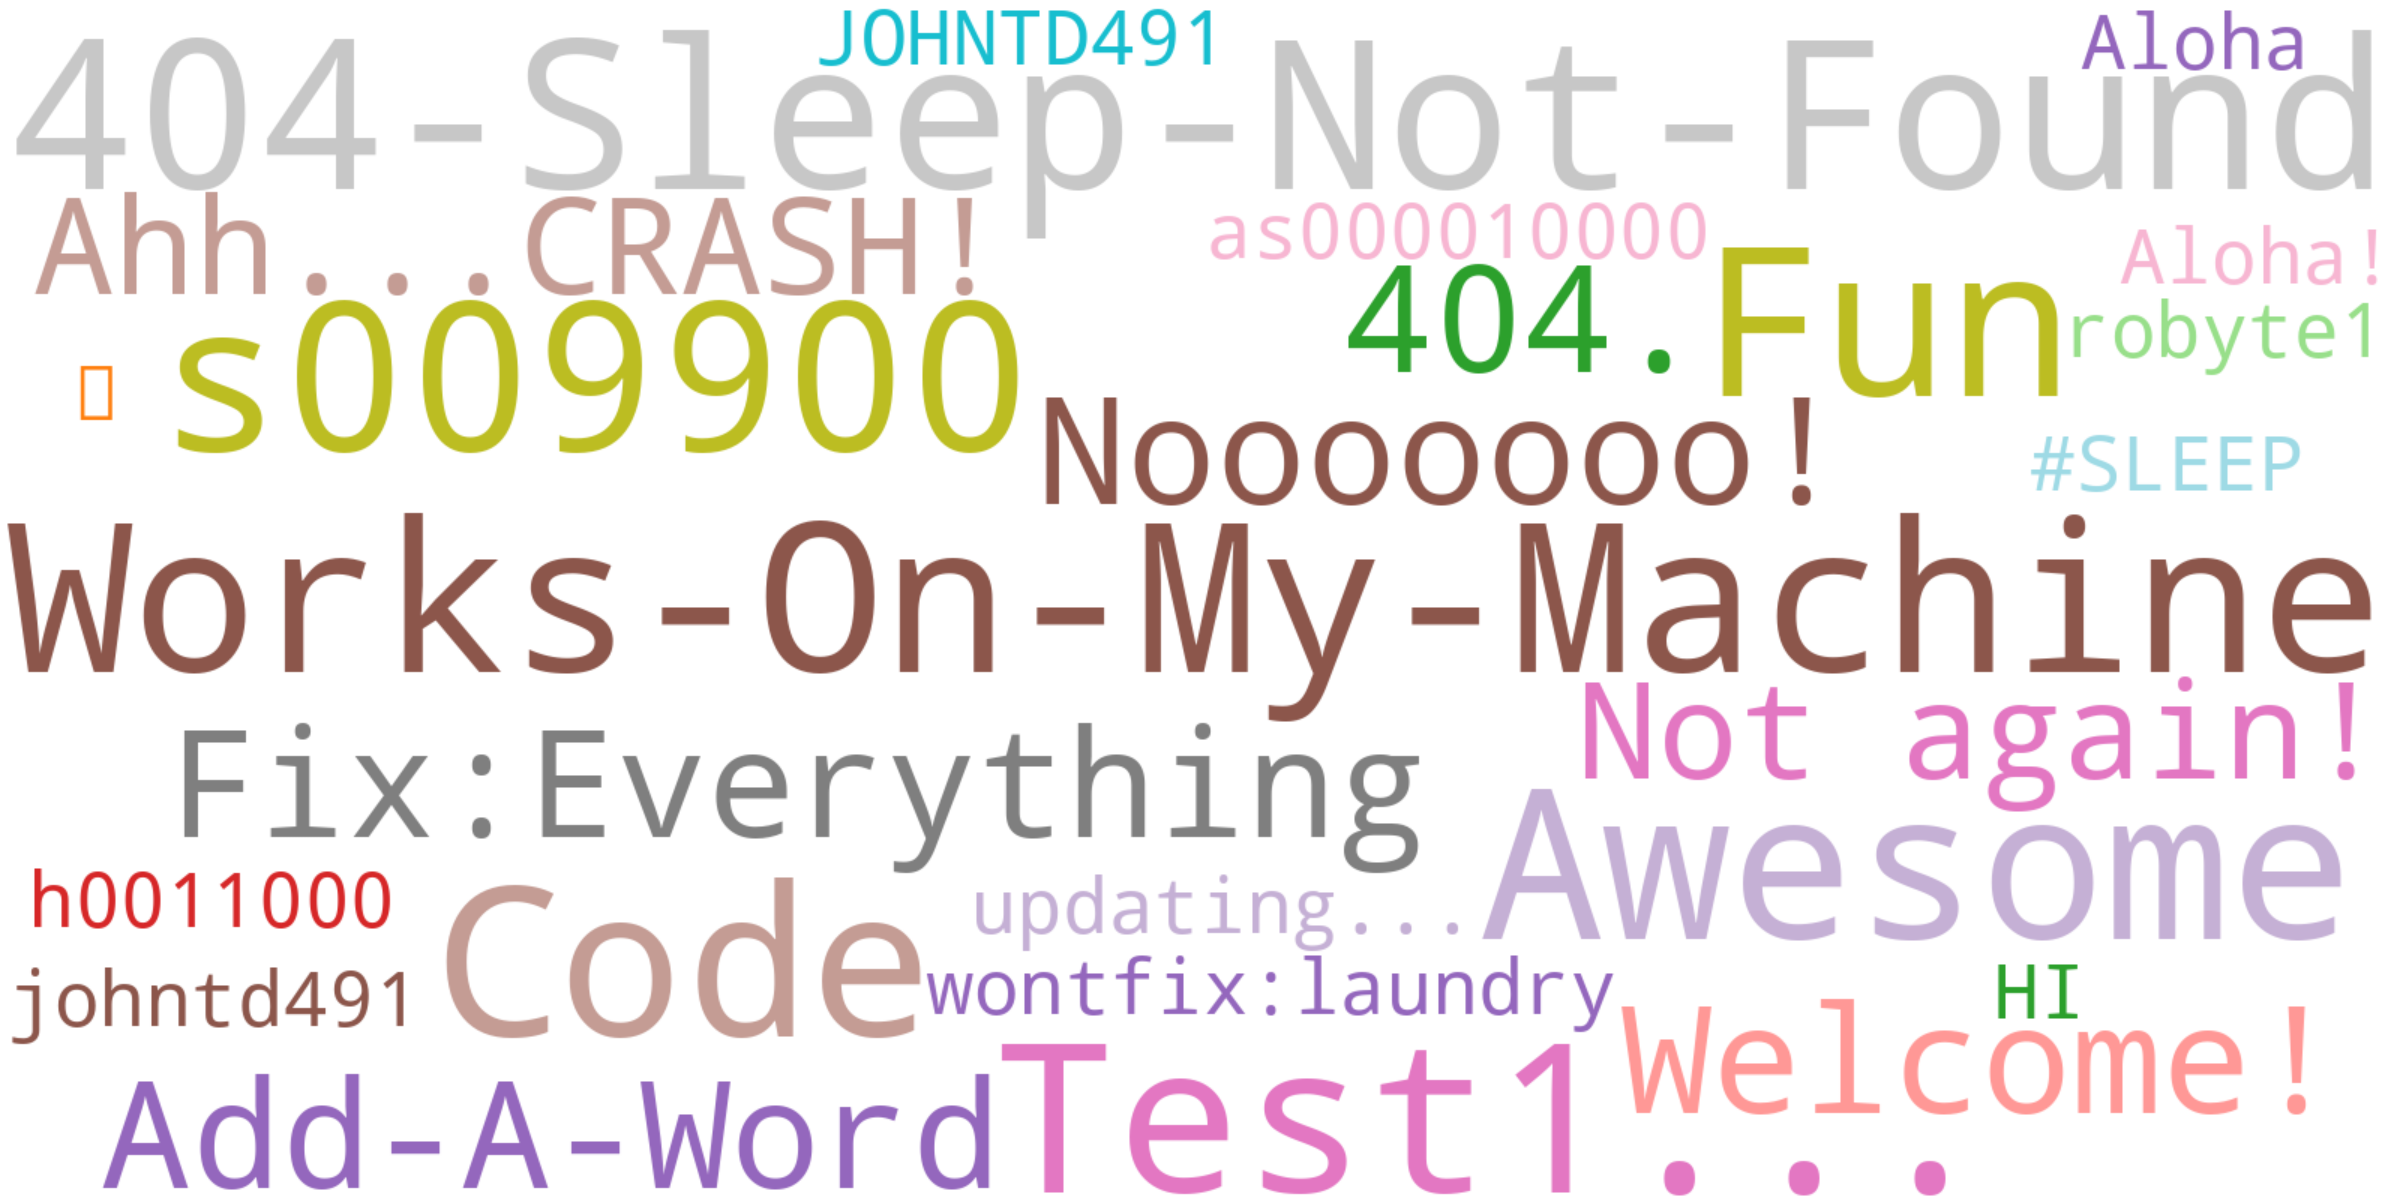 JOHNTD491
Aloha
404-Sleep-Not-Found
Ahh...CRASH!
as000010000
Aloha!
404.
Fun
robyte1
s009900
Noooooooo!
#SLEEP
Works-On-My-Machine
Not again!
Fix:Everything
Awesome
h0011000
Code
updating...
johntd491
wontfix:laundry
HI
Welcome!
Add-A-Word
Test1...